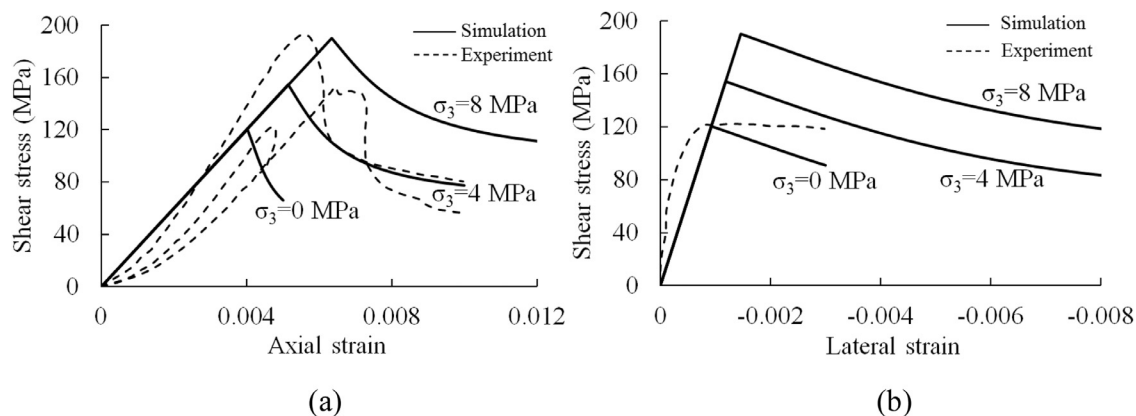 200
160
120
80
40
0
Shear stress (MPa)
Simulation
Experiment
σ3=8 MPa
σ3=4 MPa
σ3=0 MPa
0
0.004
0.008
0.012
Axial strain
(a)
200
160
120
80
40
0
Shear stress (MPa)
Simulation
Experiment
σ3=8 MPa
σ3=0 MPa
σ3=4 MPa
0
-0.002
-0.004
-0.006
-0.008
Lateral strain
(b)